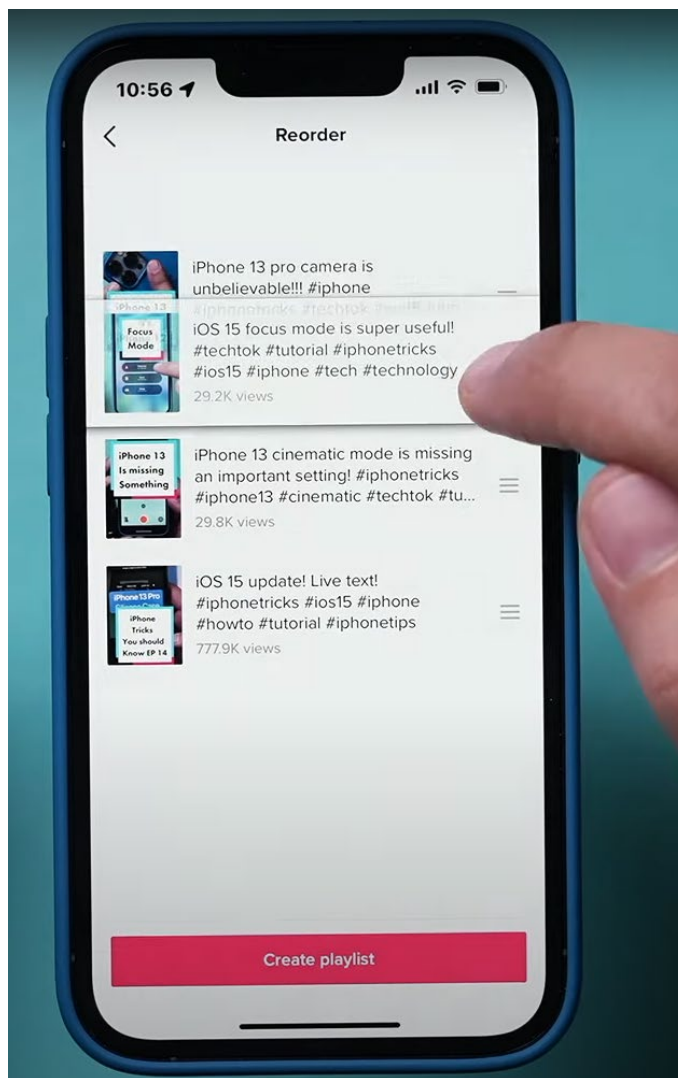 10:56
Reorder
iPhone 13 pro camera is
unbelievable!!! #iphone
#iphonetricks #techtok
iPhone 13
Focus
Mode
iOS 15 focus mode is super useful!
#techtok #tutorial #iphonetricks
#ios15 #iphone #tech #technology
29.2K views
iPhone 13
Is missing
Something
iPhone 13 cinematic mode is missing
an important setting! #iphonetricks
#iphone13 #cinematic #techtok #tu...
29.8K views
iPhone 13 Pro
iPhone
Tricks
You should
Know EP 14
iOS 15 update! Live text!
#iphonetricks #ios15 #iphone
#howto #tutorial #iphonetips
777.9K views
Create playlist